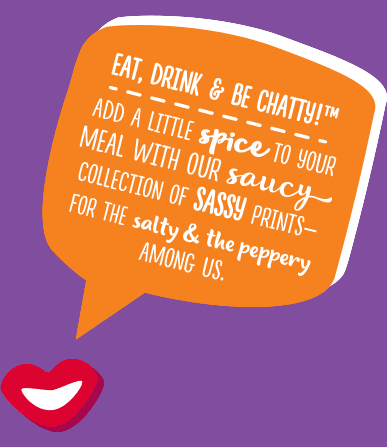 EAT, DRINK & BE CHATTY!™
ADD A LITTLE spice TO YOUR
MEAL WITH OUR saucy
COLLECTION OF SASSY PRINTS—
FOR THE salty & the peppery
AMONG US.